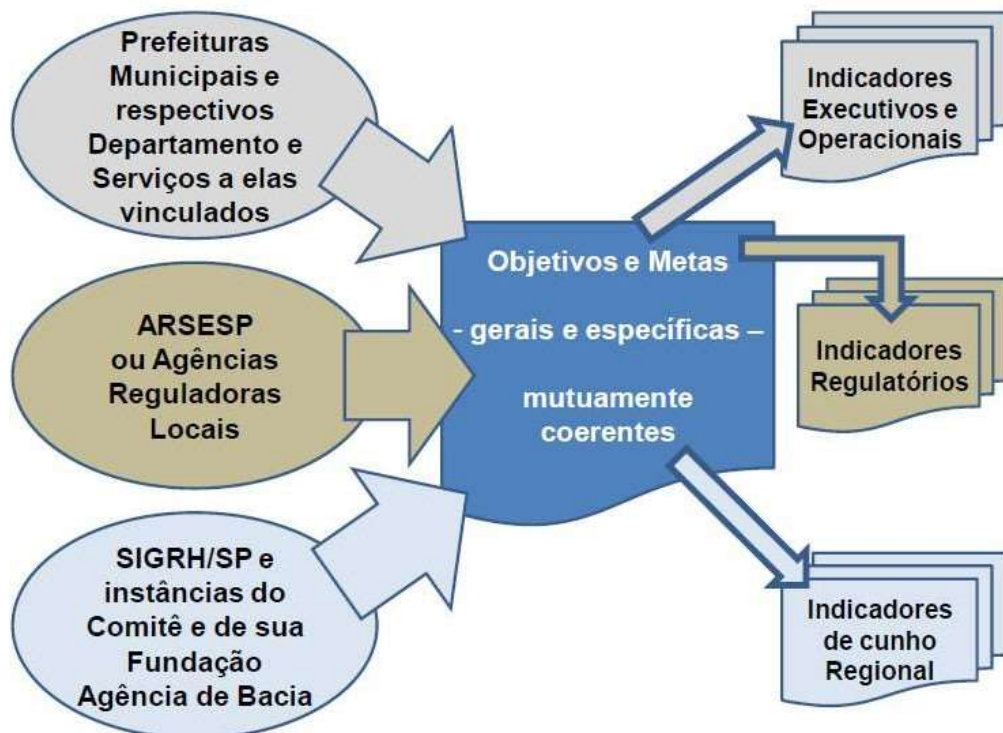 Prefeituras
Municipais e
respectivos
Departamento e
Serviços a elas
vinculados
ARSESP
ou Agências
Reguladoras
Locais
SIGRH/SP e
instâncias do
Comitê e de sua
Fundação
Agência de Bacia
Objetivos e Metas
- gerais e específicas –
mutuamente
coerentes
Indicadores
Executivos e
Operacionais
Indicadores
Regulatórios
Indicadores
de cunho
Regional